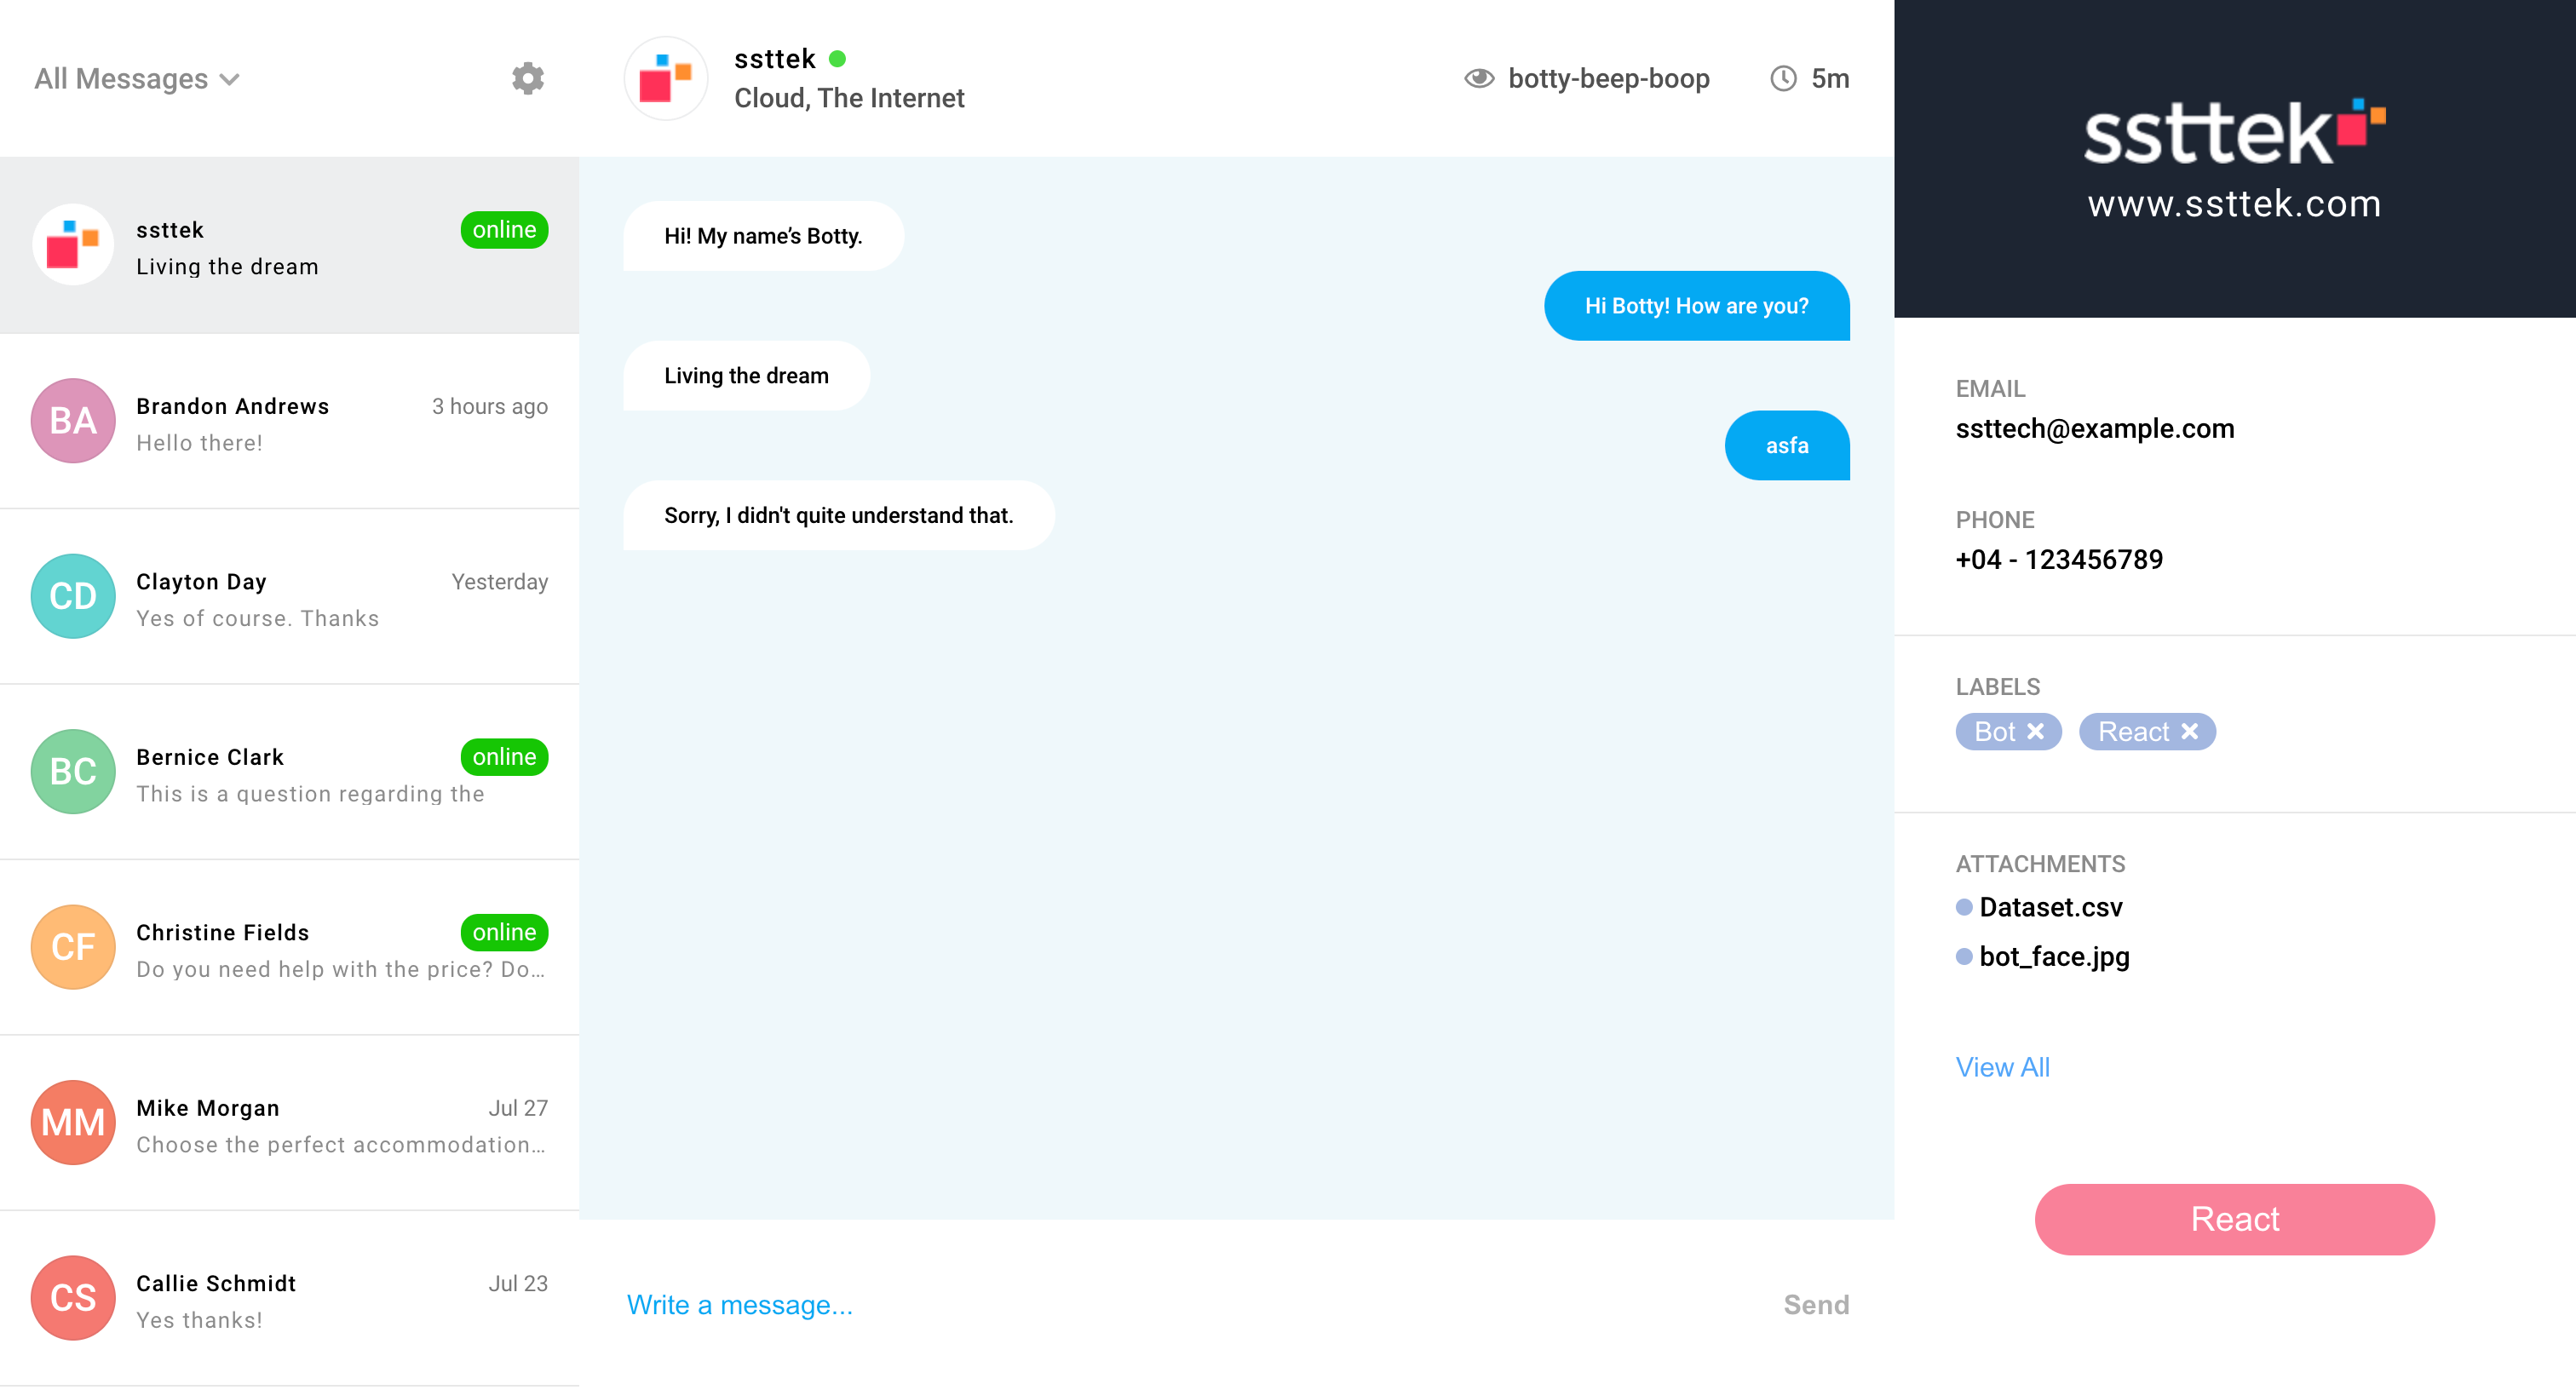 All Messages
ssttek
online
Living the dream
BA
Brandon Andrews
3 hours ago
Hello there!
CD
Clayton Day
Yesterday
Yes of course. Thanks
BC
Bernice Clark
online
This is a question regarding the
CF
Christine Fields
online
Do you need help with the price? Do...
MM
Mike Morgan
Jul 27
Choose the perfect accommodation...
CS
Callie Schmidt
Jul 23
Yes thanks!
ssttek
Cloud, The Internet
botty-beep-boop
5m
Hi! My name’s Botty.
Hi Botty! How are you?
Living the dream
asfa
Sorry, I didn't quite understand that.
Write a message...
Send
ssttek
www.ssttek.com
EMAIL
ssttech@example.com
PHONE
+04 - 123456789
LABELS
Bot
React
ATTACHMENTS
Dataset.csv
bot_face.jpg
View All
React